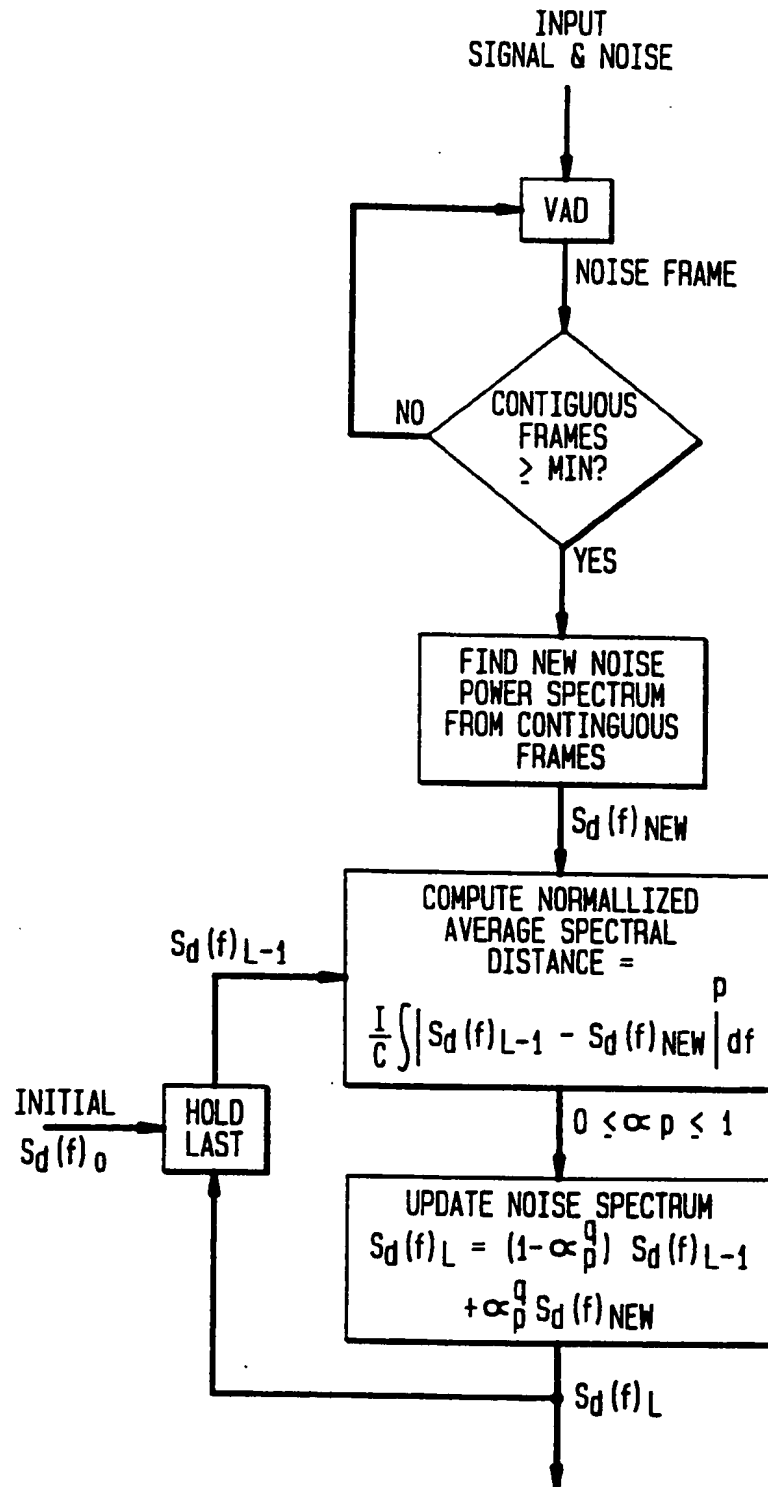 INPUT
SIGNAL & NOISE
VAD
NOISE FRAME
NO
CONTIGUOUS
FRAMES
≥ MIN?
YES
FIND NEW NOISE
POWER SPECTRUM
FROM CONTINGUOUS
FRAMES
Sd(f)NEW
COMPUTE NORMALLIZED
AVERAGE SPECTRAL
DISTANCE =
I/C ∫|Sd(f)L-1 - Sd(f)NEW|^p df
Sd(f)L-1
INITIAL
Sd(f)0
HOLD
LAST
0 ≤ ∝p ≤ 1
UPDATE NOISE SPECTRUM
Sd(f)L = (1-∝p^q) Sd(f)L-1
+∝p^q Sd(f)NEW
Sd(f)L